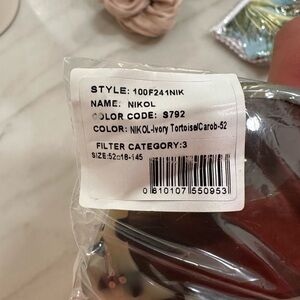 STYLE: 100F241NIK
NAME: NIKOL
COLOR CODE: S792
COLOR: NIKOL-Ivory Tortoise/Carob-52
FILTER CATEGORY:3
SIZE:52□18-145
0 810107 550953